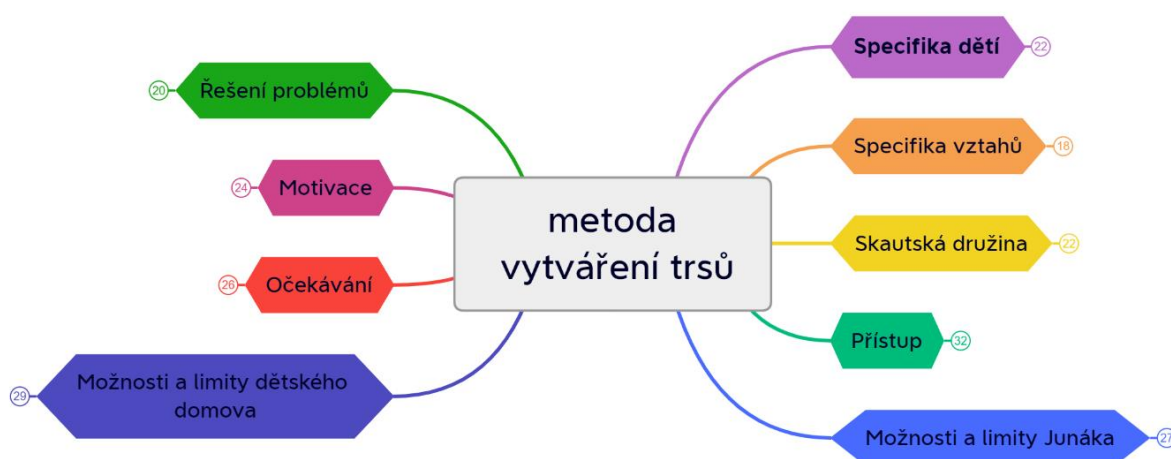 metoda
vytváření trsů
Specifika dětí
22
Specifika vztahů
18
Skautská družina
22
Přístup
32
Možnosti a limity Junáka
27
20
Řešení problémů
24
Motivace
26
Očekávání
29
Možnosti a limity dětského
domova